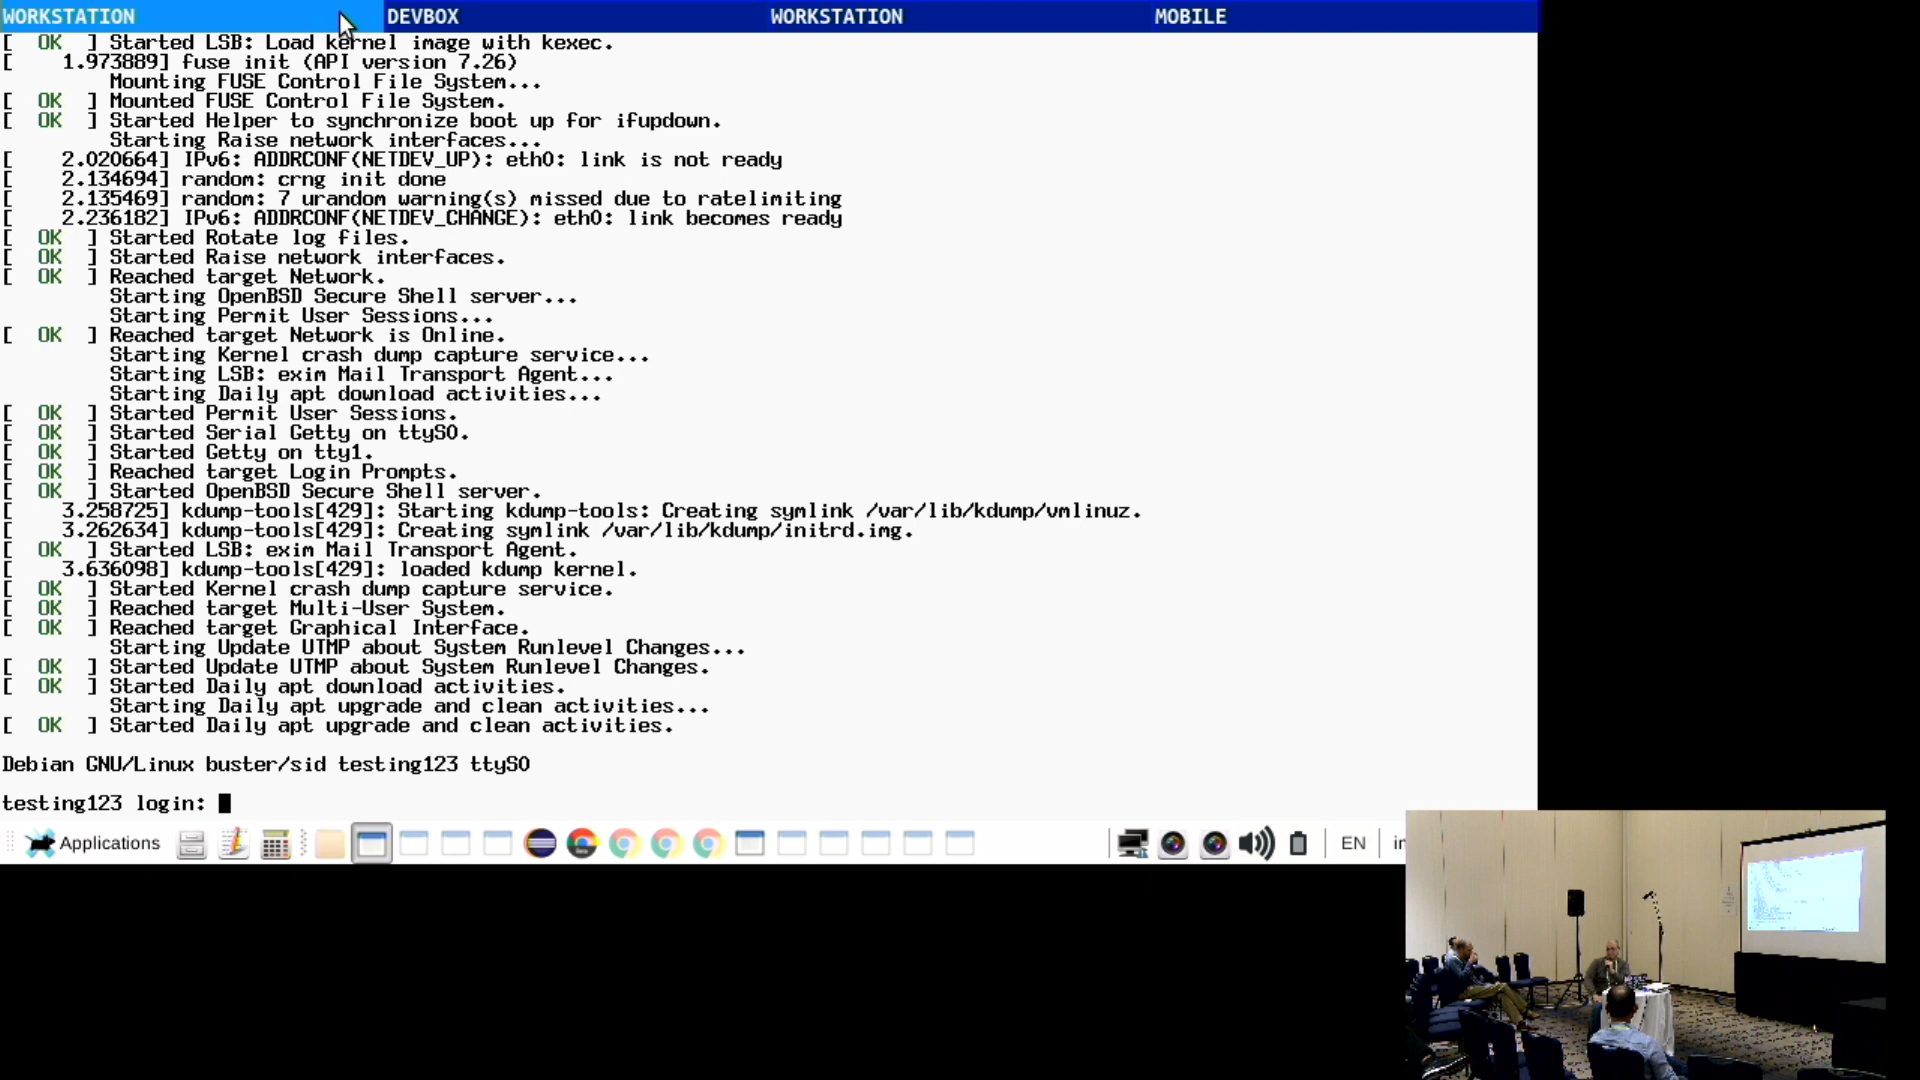 WORKSTATION DEVBOX WORKSTATION MOBILE
[  OK  ] Started LSB: Load kernel image with kexec.
[    1.973889] fuse init (API version 7.26)
         Mounting FUSE Control File System...
[  OK  ] Mounted FUSE Control File System.
[  OK  ] Started Helper to synchronize boot up for ifupdown.
         Starting Raise network interfaces...
[    2.020664] IPv6: ADDRCONF(NETDEV_UP): eth0: link is not ready
[    2.134694] random: crng init done
[    2.135469] random: 7 urandom warning(s) missed due to ratelimiting
[    2.236182] IPv6: ADDRCONF(NETDEV_CHANGE): eth0: link becomes ready
[  OK  ] Started Rotate log files.
[  OK  ] Started Raise network interfaces.
[  OK  ] Reached target Network.
         Starting OpenBSD Secure Shell server...
         Starting Permit User Sessions...
[  OK  ] Reached target Network is Online.
         Starting Kernel crash dump capture service...
         Starting LSB: exim Mail Transport Agent...
         Starting Daily apt download activities...
[  OK  ] Started Permit User Sessions.
[  OK  ] Started Serial Getty on ttyS0.
[  OK  ] Started Getty on tty1.
[  OK  ] Reached target Login Prompts.
[  OK  ] Started OpenBSD Secure Shell server.
[    3.258725] kdump-tools[429]: Starting kdump-tools: Creating symlink /var/lib/kdump/vmlinuz.
[    3.262634] kdump-tools[429]: Creating symlink /var/lib/kdump/initrd.img.
[  OK  ] Started LSB: exim Mail Transport Agent.
[    3.636098] kdump-tools[429]: loaded kdump kernel.
[  OK  ] Started Kernel crash dump capture service.
[  OK  ] Reached target Multi-User System.
[  OK  ] Reached target Graphical Interface.
         Starting Update UTMP about System Runlevel Changes...
[  OK  ] Started Update UTMP about System Runlevel Changes.
[  OK  ] Started Daily apt download activities.
         Starting Daily apt upgrade and clean activities...
[  OK  ] Started Daily apt upgrade and clean activities.
Debian GNU/Linux buster/sid testing123 ttyS0
testing123 login:
Applications EN